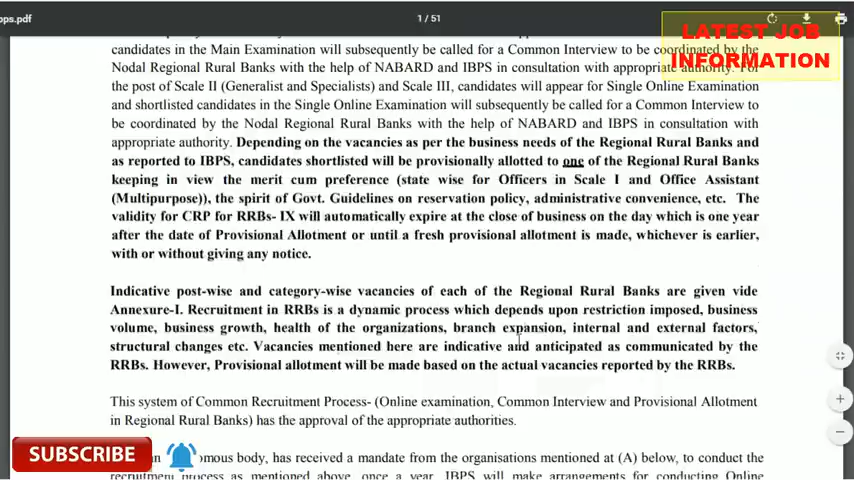 ops.pdf
1 / 51
LATEST JOB
INFORMATION
candidates in the Main Examination will subsequently be called for a Common Interview to be coordinated by the
Nodal Regional Rural Banks with the help of NABARD and IBPS in consultation with appropriate authority. For
the post of Scale II (Generalist and Specialists) and Scale III, candidates will appear for Single Online Examination
and shortlisted candidates in the Single Online Examination will subsequently be called for a Common Interview to
be coordinated by the Nodal Regional Rural Banks with the help of NABARD and IBPS in consultation with
appropriate authority. Depending on the vacancies as per the business needs of the Regional Rural Banks and
as reported to IBPS, candidates shortlisted will be provisionally allotted to one of the Regional Rural Banks
keeping in view the merit cum preference (state wise for Officers in Scale I and Office Assistant
(Multipurpose)), the spirit of Govt. Guidelines on reservation policy, administrative convenience, etc. The
validity for CRP for RRBs- IX will automatically expire at the close of business on the day which is one year
after the date of Provisional Allotment or until a fresh provisional allotment is made, whichever is earlier,
with or without giving any notice.
Indicative post-wise and category-wise vacancies of each of the Regional Rural Banks are given vide
Annexure-I. Recruitment in RRBs is a dynamic process which depends upon restriction imposed, business
volume, business growth, health of the organizations, branch expansion, internal and external factors,
structural changes etc. Vacancies mentioned here are indicative and anticipated as communicated by the
RRBs. However, Provisional allotment will be made based on the actual vacancies reported by the RRBs.
This system of Common Recruitment Process- (Online examination, Common Interview and Provisional Allotment
in Regional Rural Banks) has the approval of the appropriate authorities.
SUBSCRIBE
omous body, has received a mandate from the organisations mentioned at (A) below, to conduct the
recruitment process as mentioned above, once a year. IBPS will make arrangements for conducting Online